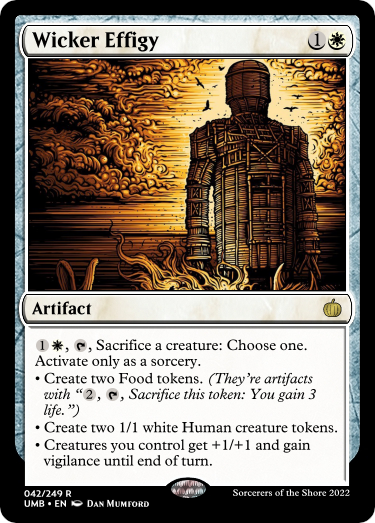 Wicker Effigy 1
Artifact
1 , , Sacrifice a creature: Choose one.
Activate only as a sorcery.
• Create two Food tokens. (They’re artifacts
with “2, , Sacrifice this token: You gain 3
life.”)
• Create two 1/1 white Human creature tokens.
• Creatures you control get +1/+1 and gain
vigilance until end of turn.
042/249 R Sorcerers of the Shore 2022
UMB • EN Dan Mumford